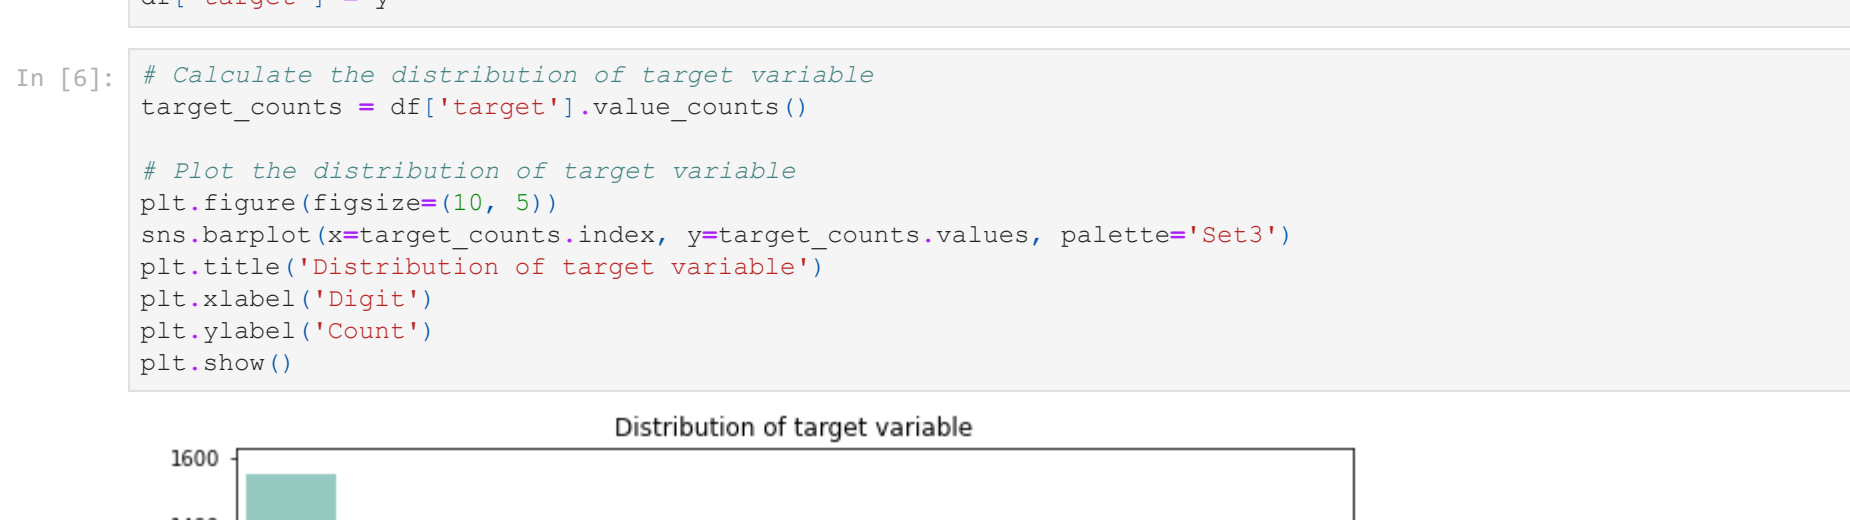 df['target'] = y
In [6]:
# Calculate the distribution of target variable
target_counts = df['target'].value_counts()
# Plot the distribution of target variable
plt.figure(figsize=(10, 5))
sns.barplot(x=target_counts.index, y=target_counts.values, palette='Set3')
plt.title('Distribution of target variable')
plt.xlabel('Digit')
plt.ylabel('Count')
plt.show()
Distribution of target variable
1600